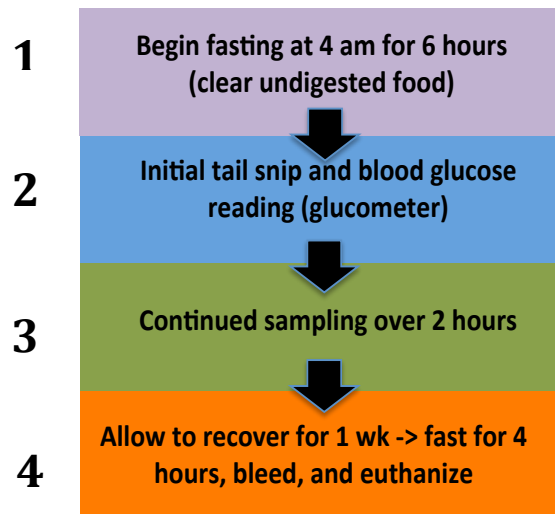 1
Begin fasting at 4 am for 6 hours
(clear undigested food)
2
Initial tail snip and blood glucose
reading (glucometer)
3
Continued sampling over 2 hours
4
Allow to recover for 1 wk -> fast for 4
hours, bleed, and euthanize